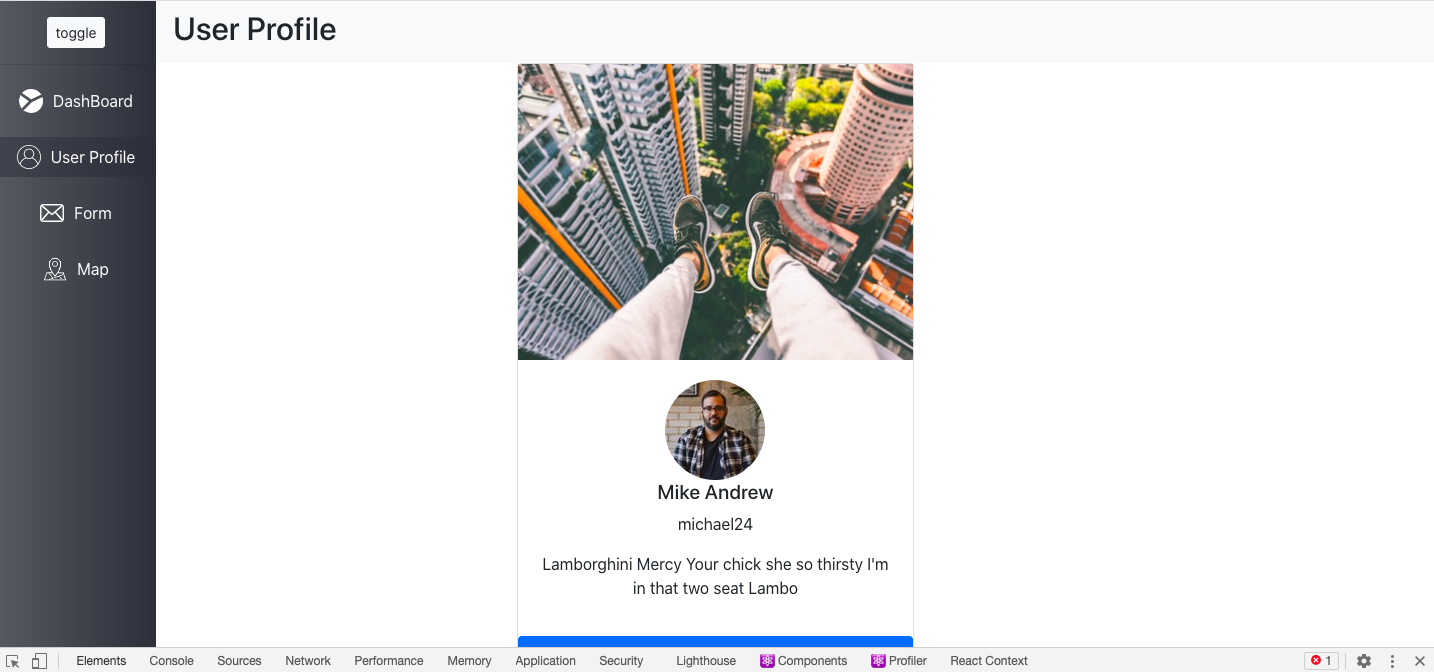 toggle
User Profile
DashBoard
User Profile
Form
Map
Mike Andrew
michael24
Lamborghini Mercy Your chick she so thirsty I'm
in that two seat Lambo
Elements Console Sources Network Performance Memory Application Security Lighthouse Components Profiler React Context 1